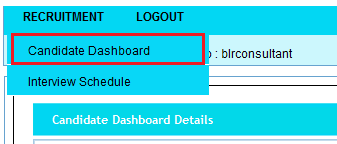 RECRUITMENT LOGOUT
Candidate Dashboard
: blrconsultant
Interview Schedule
Candidate Dashboard Details